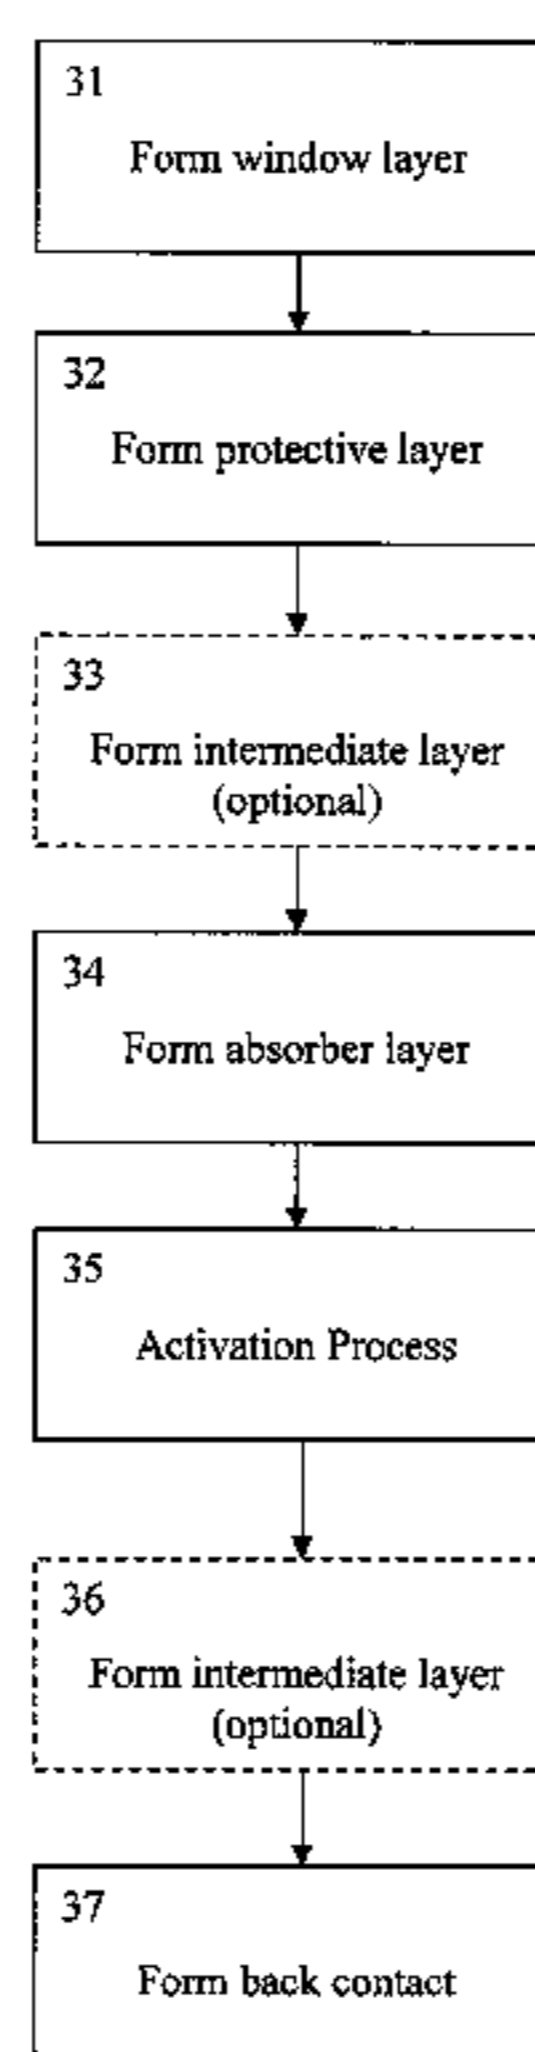 31
Form window layer
32
Form protective layer
33
Form intermediate layer
(optional)
34
Form absorber layer
35
Activation Process
36
Form intermediate layer
(optional)
37
Form back contact